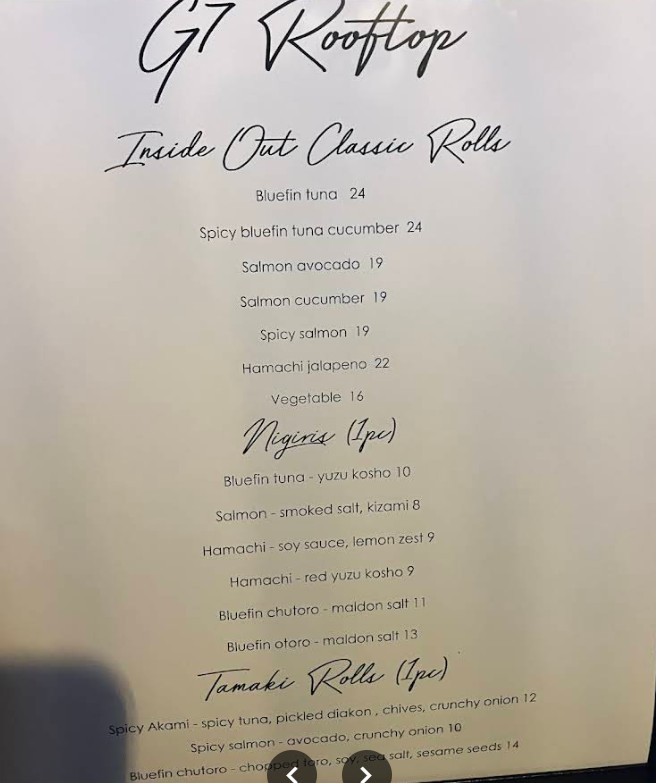 G7 Rooftop
Inside Out Classic Rolls
Bluefin tuna 24
Spicy bluefin tuna cucumber 24
Salmon avocado 19
Salmon cucumber 19
Spicy salmon 19
Hamachi jalapeno 22
Vegetable 16
Nigiris (1pc)
Bluefin tuna - yuzu kosho 10
Salmon - smoked salt, kizami 8
Hamachi - soy sauce, lemon zest 9
Hamachi - red yuzu kosho 9
Bluefin chutoro - maldon salt 11
Bluefin otoro - maldon salt 13
Tamaki Rolls (1pc)
Spicy Akami - spicy tuna, pickled diakon , chives, crunchy onion 12
Spicy salmon - avocado, crunchy onion 10
Bluefin chutoro - chopped toro, soy, sea salt, sesame seeds 14